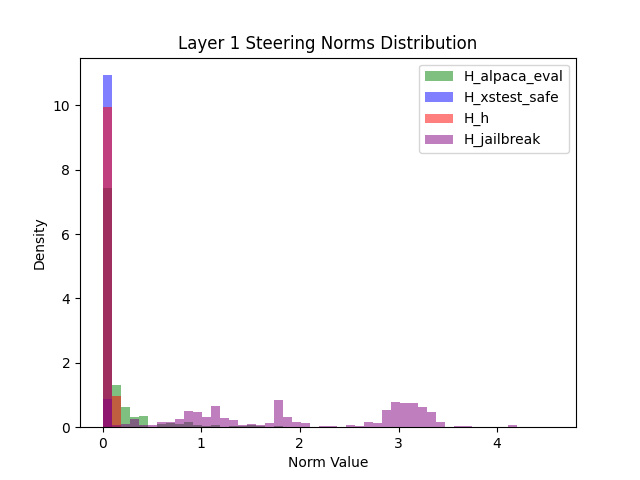 Layer 1 Steering Norms Distribution
H_alpaca_eval
H_xstest_safe
H_h
H_jailbreak
Density
10
8
6
4
2
0
0 1 2 3 4
Norm Value